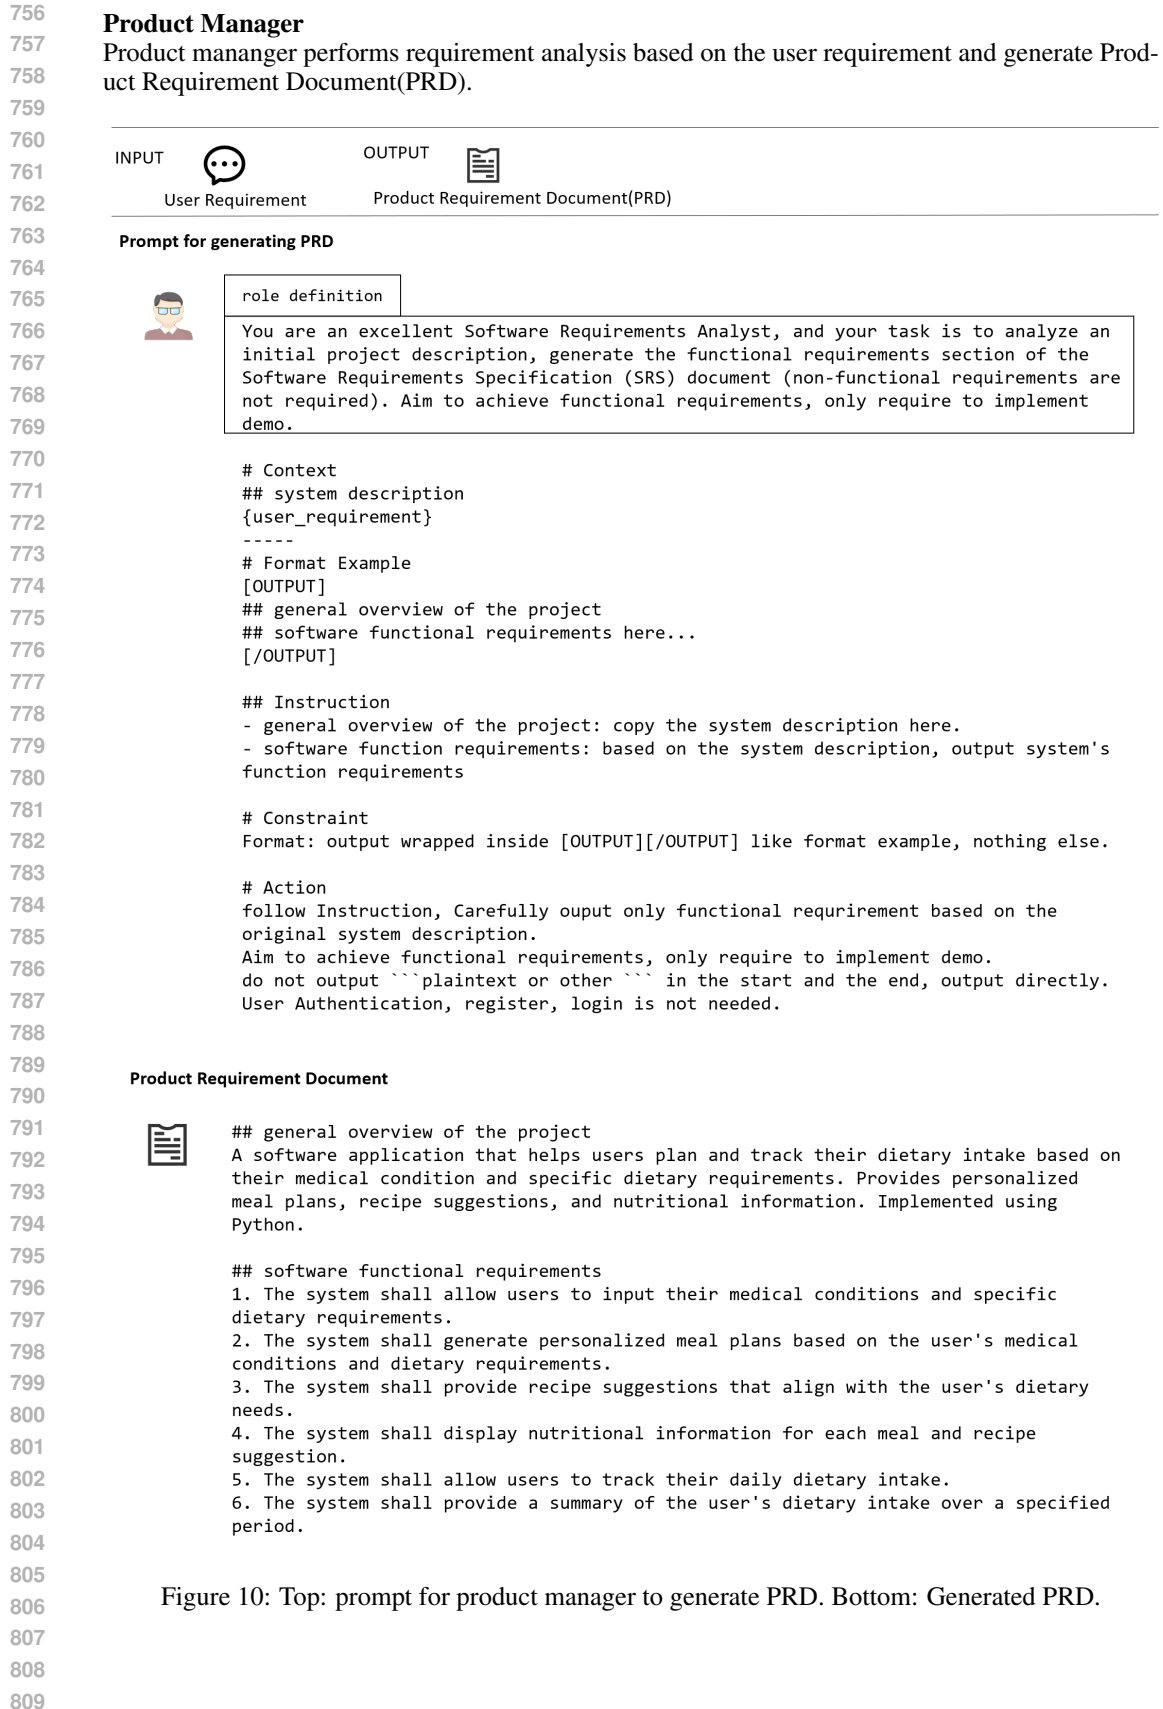 756
Product Manager
757
Product mananger performs requirement analysis based on the user requirement and generate Prod-
758
uct Requirement Document(PRD).
759
760
INPUT
OUTPUT
761
762
User Requirement
Product Requirement Document(PRD)
763
Prompt for generating PRD
764
765
role definition
766
You are an excellent Software Requirements Analyst, and your task is to analyze an
767
initial project description, generate the functional requirements section of the
Software Requirements Specification (SRS) document (non-functional requirements are
768
not required). Aim to achieve functional requirements, only require to implement
769
demo.
770
# Context
771
## system description
772
{user_requirement}
-----
773
# Format Example
774
[OUTPUT]
775
## general overview of the project
## software functional requirements here...
776
[/OUTPUT]
777
778
## Instruction
- general overview of the project: copy the system description here.
779
- software function requirements: based on the system description, output system's
780
function requirements
781
# Constraint
782
Format: output wrapped inside [OUTPUT][/OUTPUT] like format example, nothing else.
783
# Action
784
follow Instruction, Carefully ouput only functional requrirement based on the
785
original system description.
Aim to achieve functional requirements, only require to implement demo.
786
do not output ```plaintext or other ``` in the start and the end, output directly.
787
User Authentication, register, login is not needed.
788
789
Product Requirement Document
790
791
## general overview of the project
792
A software application that helps users plan and track their dietary intake based on
their medical condition and specific dietary requirements. Provides personalized
793
meal plans, recipe suggestions, and nutritional information. Implemented using
794
Python.
795
## software functional requirements
796
1. The system shall allow users to input their medical conditions and specific
797
dietary requirements.
2. The system shall generate personalized meal plans based on the user's medical
798
conditions and dietary requirements.
799
3. The system shall provide recipe suggestions that align with the user's dietary
800
needs.
4. The system shall display nutritional information for each meal and recipe
801
suggestion.
802
5. The system shall allow users to track their daily dietary intake.
803
6. The system shall provide a summary of the user's dietary intake over a specified
period.
804
805
Figure 10: Top: prompt for product manager to generate PRD. Bottom: Generated PRD.
806
807
808
809